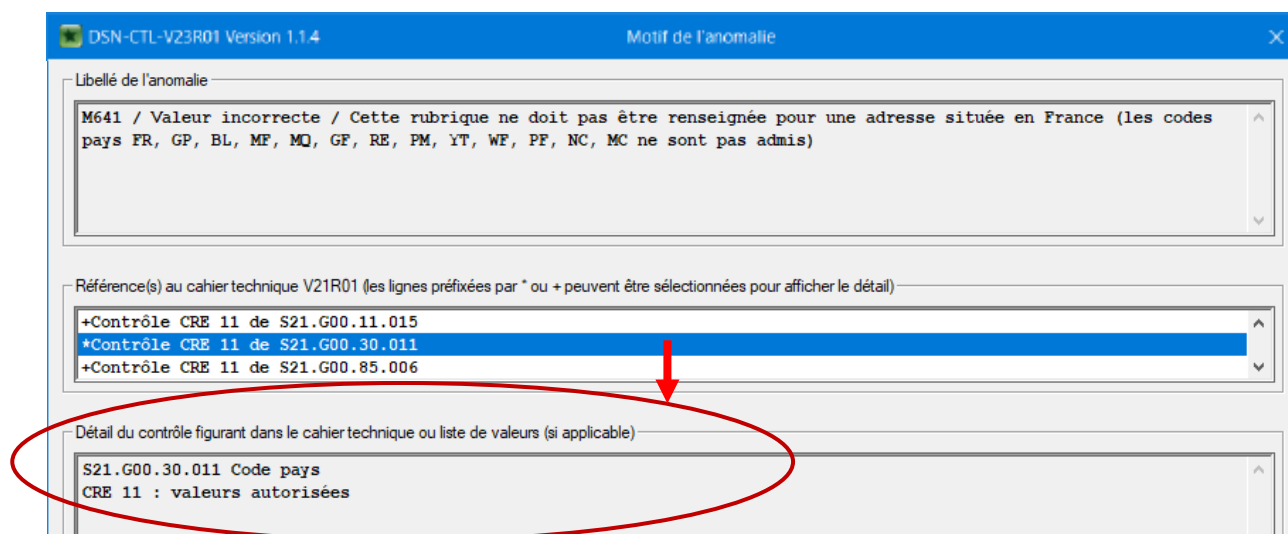 DSN-CTL-V23R01 Version 1.1.4 Motif de l'anomalie
Libellé de l'anomalie
M641 / Valeur incorrecte / Cette rubrique ne doit pas être renseignée pour une adresse située en France (les codes
pays FR, GP, BL, MF, MQ, GF, RE, PM, YT, WF, PF, NC, MC ne sont pas admis)
Référence(s) au cahier technique V21R01 (les lignes préfixées par * ou + peuvent être sélectionnées pour afficher le détail)
+Contrôle CRE 11 de S21.G00.11.015
*Contrôle CRE 11 de S21.G00.30.011
+Contrôle CRE 11 de S21.G00.85.006
Détail du contrôle figurant dans le cahier technique ou liste de valeurs (si applicable)
S21.G00.30.011 Code pays
CRE 11 : valeurs autorisées